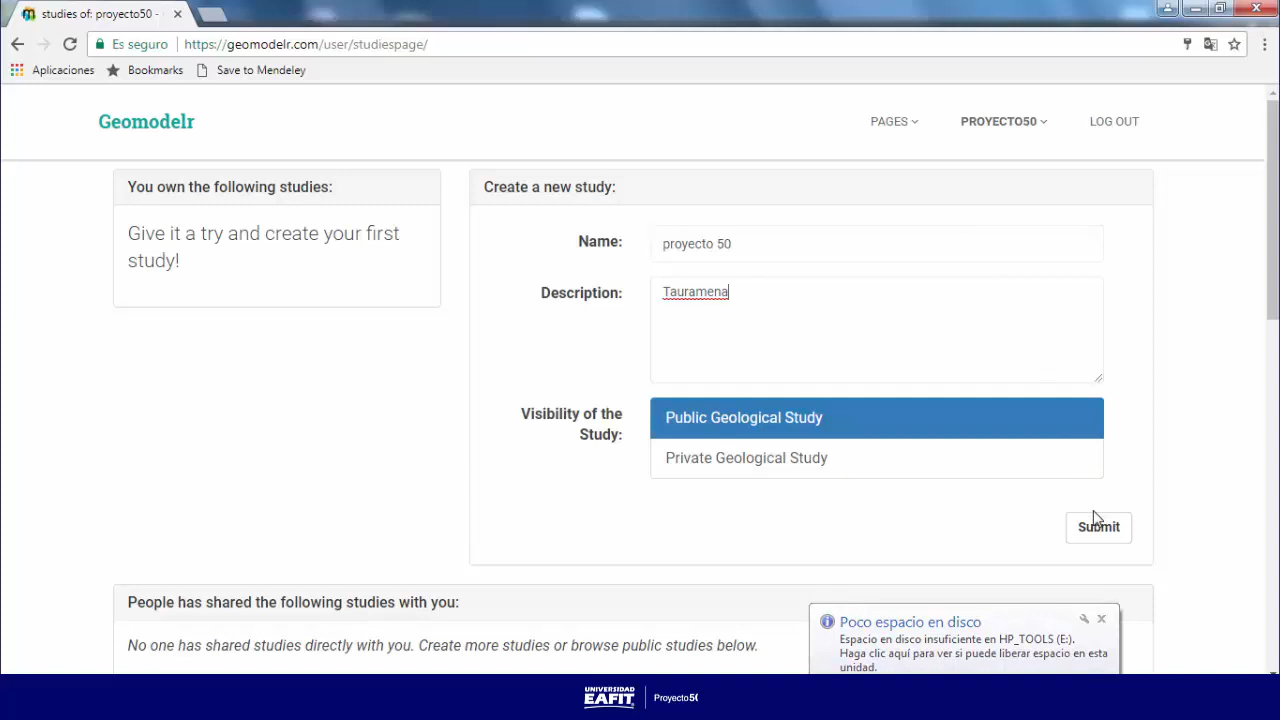 studies of: proyecto50 -
Es seguro
https://geomodelr.com/user/studiespage/
Aplicaciones
Bookmarks
Save to Mendeley
Geomodelr
PAGES
PROYECTO50
LOG OUT
You own the following studies:
Give it a try and create your first
study!
Create a new study:
Name:
proyecto 50
Description:
Tauramena
Visibility of the
Study:
Public Geological Study
Private Geological Study
Submit
People has shared the following studies with you:
No one has shared studies directly with you. Create more studies or browse public studies below.
Poco espacio en disco
Espacio en disco insuficiente en HP_TOOLS (E:).
Haga clic aquí para ver si puede liberar espacio en esta
unidad.
UNIVERSIDAD
EAFIT
Proyecto50